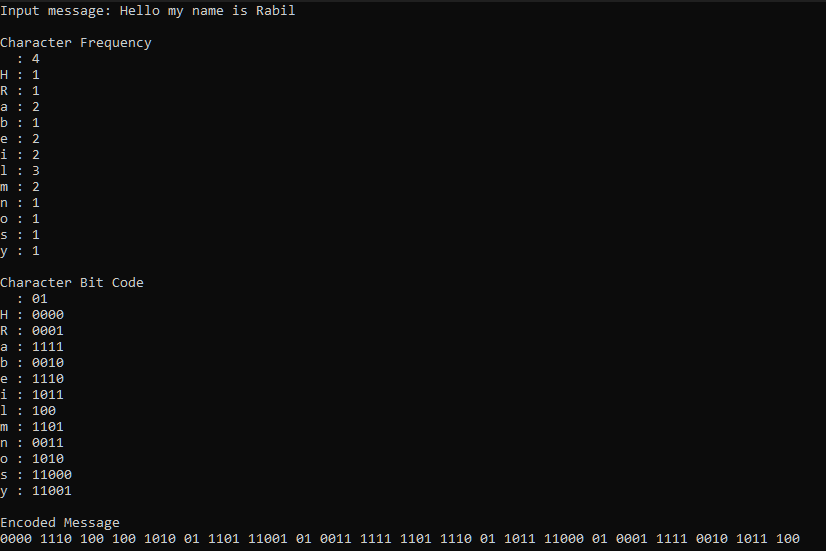 Input message: Hello my name is Rabil
Character Frequency
  : 4
H : 1
R : 1
a : 2
b : 1
e : 2
i : 2
l : 3
m : 2
n : 1
o : 1
s : 1
y : 1
Character Bit Code
  : 01
H : 0000
R : 0001
a : 1111
b : 0010
e : 1110
i : 1011
l : 100
m : 1101
n : 0011
o : 1010
s : 11000
y : 11001
Encoded Message
0000 1110 100 100 1010 01 1101 11001 01 0011 1111 1101 1110 01 1011 11000 01 0001 1111 0010 1011 100